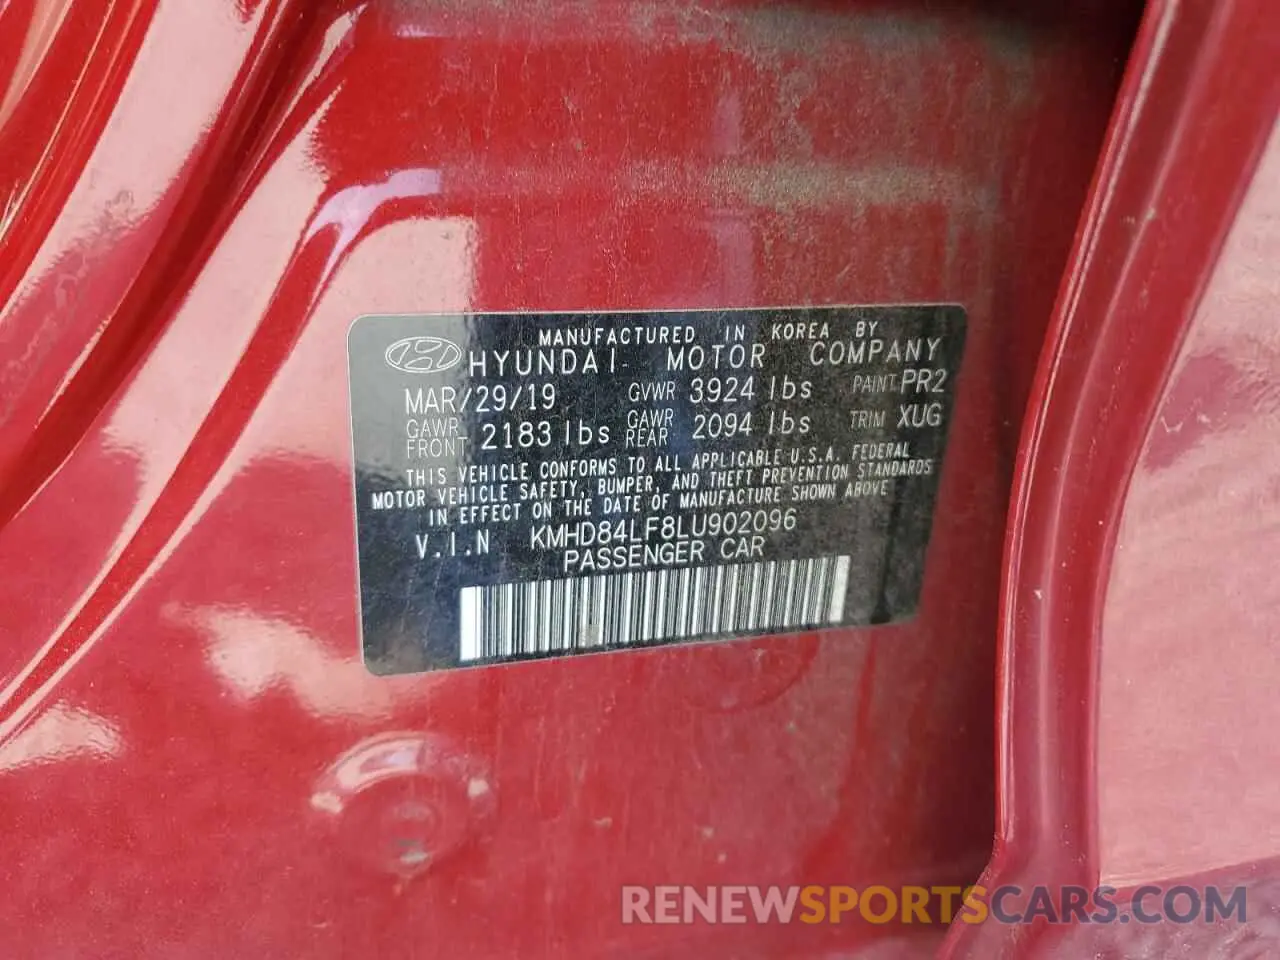 MANUFACTURED IN KOREA BY
HYUNDAI MOTOR COMPANY
MAR/29/19 GVWR 3924 lbs PAINT PR2
GAWR FRONT 2183 lbs GAWR REAR 2094 lbs TRIM XUG
THIS VEHICLE CONFORMS TO ALL APPLICABLE U.S.A. FEDERAL
MOTOR VEHICLE SAFETY, BUMPER, AND THEFT PREVENTION STANDARDS
IN EFFECT ON THE DATE OF MANUFACTURE SHOWN ABOVE
V.I.N KMHD84LF8LU902096
PASSENGER CAR
RENEWSPORTSCARS.COM